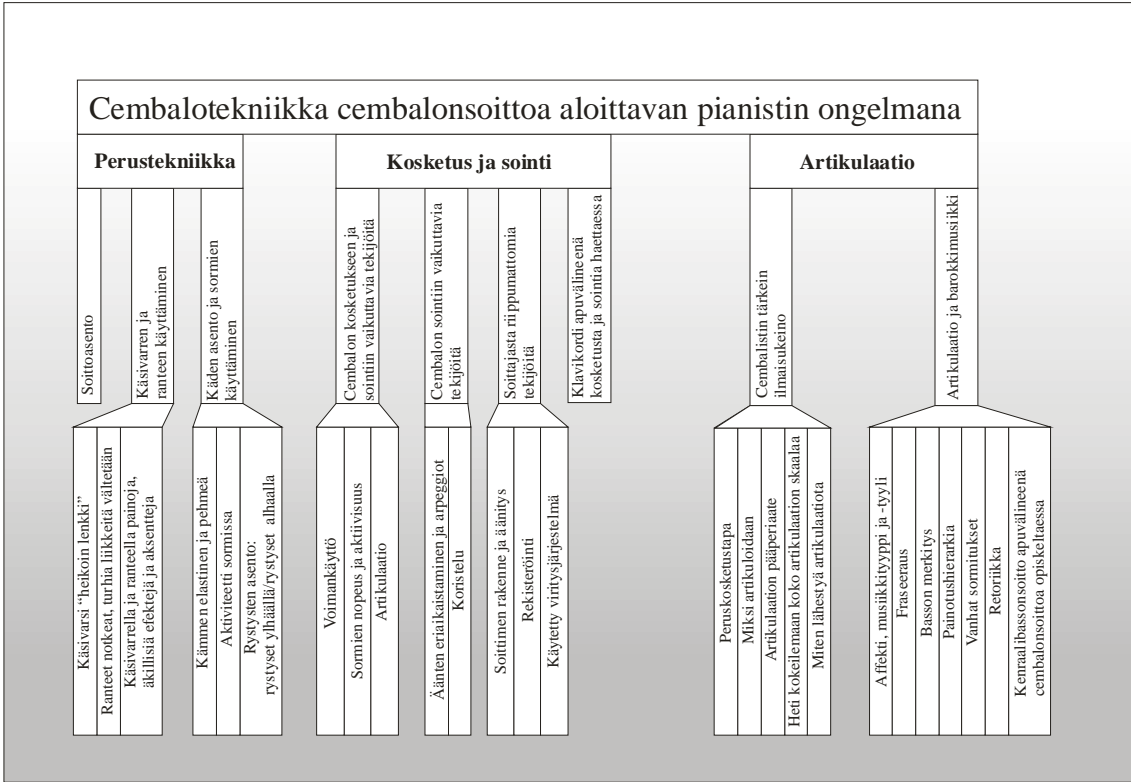 Cembalotekniikka cembalonsoittoa aloittavan pianistin ongelmana
Perustekniikka
Kosketus ja sointi
Artikulaatio
Soittoasento
Käsivarren ja
ranteen käyttäminen
Käden asento ja sormien
käyttäminen
Cembalon kosketukseen ja
sointiin vaikuttavia tekijöitä
Cembalon sointiin vaikuttavia
tekijöitä
Soittajasta riippumattomia
tekijöitä
Klavikordi apuvälineenä
kosketusta ja sointia haettaessa
Cembalistin tärkein
ilmaisukeino
Artikulaatio ja barokkimusiikki
Käsivarsi “heikoin lenkki”
Ranteet notkeat, turhia liikkeitä vältetään
Käsivarrella ja ranteella painoja,
äkillisiä efektejä ja aksentteja
Kämmen elastinen ja pehmeä
Aktiviteetti sormissa
Rystysten asento:
rystyset ylhäällä/rystyset alhaalla
Voimankäyttö
Sormien nopeus ja aktiivisuus
Artikulaatio
Äänten eriaikaistaminen ja arpeggiot
Koristelu
Soittimen rakenne ja äänitys
Rekisteröinti
Käytetty viritysjärjestelmä
Peruskosketustapa
Miksi artikuloidaan
Artikulaation pääperiaate
Heti kokeilemaan koko artikulaation skaalaa
Miten lähestyä artikulaatiota
Affekti, musiikkityyppi ja -tyyli
Fraseeraus
Basson merkitys
Painotushierarkia
Vanhat sormitukset
Retoriikka
Kenraalibassonsoitto apuvälineenä
cembalonsoittoa opiskeltaessa